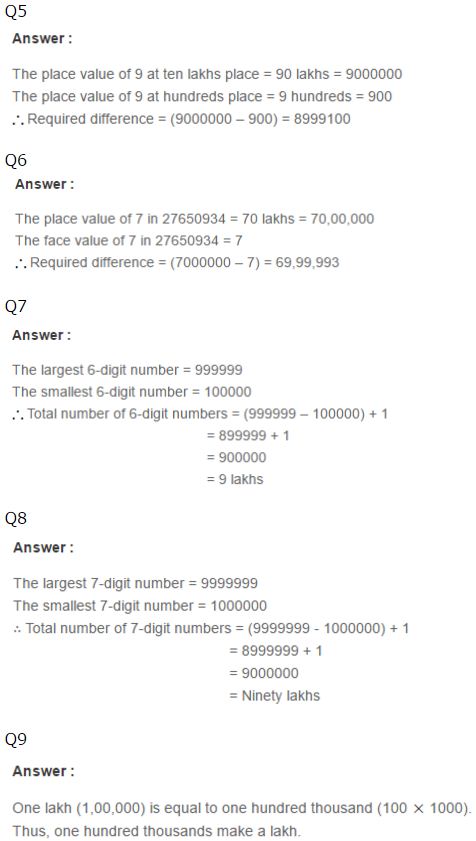 Q5
Answer :
The place value of 9 at ten lakhs place = 90 lakhs = 9000000
The place value of 9 at hundreds place = 9 hundreds = 900
∴ Required difference = (9000000 – 900) = 8999100
Q6
Answer :
The place value of 7 in 27650934 = 70 lakhs = 70,00,000
The face value of 7 in 27650934 = 7
∴ Required difference = (7000000 – 7) = 69,99,993
Q7
Answer :
The largest 6-digit number = 999999
The smallest 6-digit number = 100000
∴ Total number of 6-digit numbers = (999999 – 100000) + 1
= 899999 + 1
= 900000
= 9 lakhs
Q8
Answer :
The largest 7-digit number = 9999999
The smallest 7-digit number = 1000000
∴ Total number of 7-digit numbers = (9999999 - 1000000) + 1
= 8999999 + 1
= 9000000
= Ninety lakhs
Q9
Answer :
One lakh (1,00,000) is equal to one hundred thousand (100 × 1000).
Thus, one hundred thousands make a lakh.